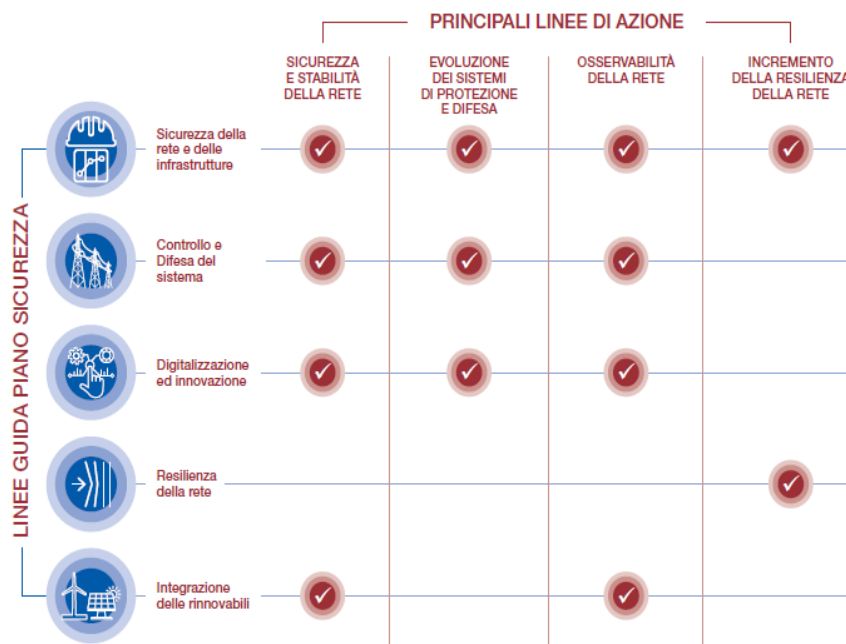 PRINCIPALI LINEE DI AZIONE
SICUREZZA
E STABILITÀ
DELLA RETE
EVOLUZIONE
DEI SISTEMI
DI PROTEZIONE
E DIFESA
OSSERVABILITÀ
DELLA RETE
INCREMENTO
DELLA RESILIENZA
DELLA RETE
LINEE GUIDA PIANO SICUREZZA
Sicurezza della
rete e delle
infrastrutture
Controllo e
Difesa del
sistema
Digitalizzazione
ed innovazione
Resilienza
della rete
Integrazione
delle rinnovabili